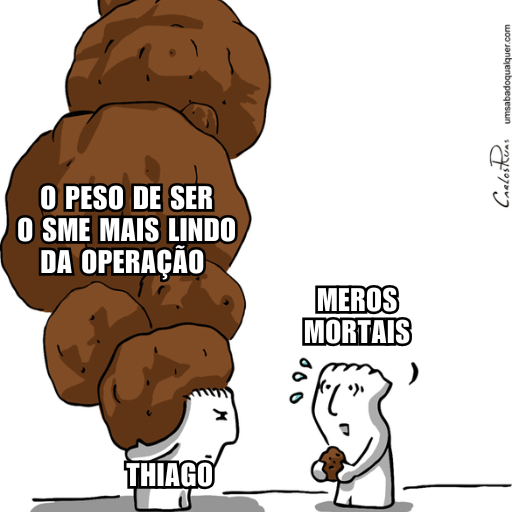 O PESO DE SER
O SME MAIS LINDO
DA OPERAÇÃO
MEROS
MORTAIS
THIAGO
Carlos Ruas
umsabadoqualquer.com